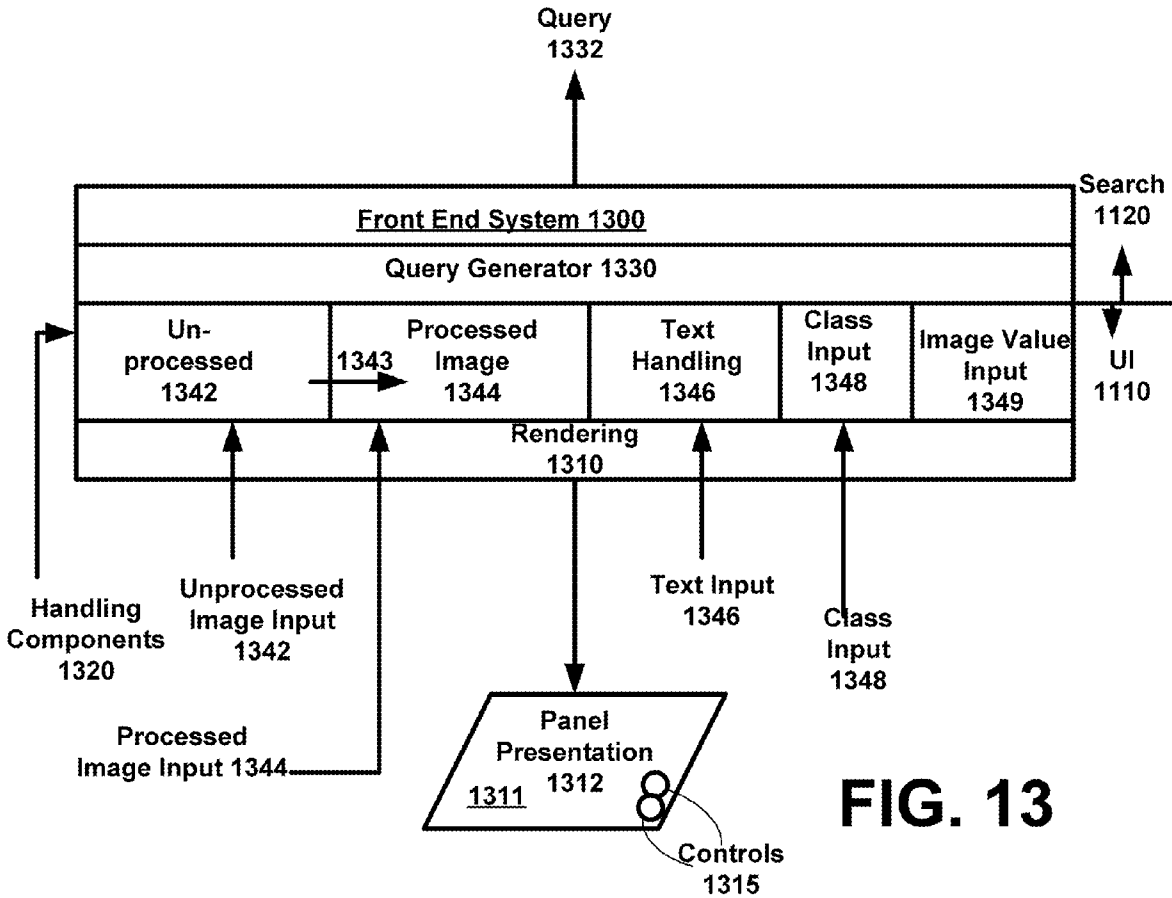 Query
1332
Search
1120
Front End System 1300
Query Generator 1330
Un-
processed
1342
1343
Processed
Image
1344
Text
Handling
1346
Class
Input
1348
Image Value
Input
1349
UI
1110
Rendering
1310
Handling
Components
1320
Unprocessed
Image Input
1342
Text Input
1346
Class
Input
1348
Processed
Image Input 1344
Panel
Presentation
1312
1311
Controls
1315
FIG. 13